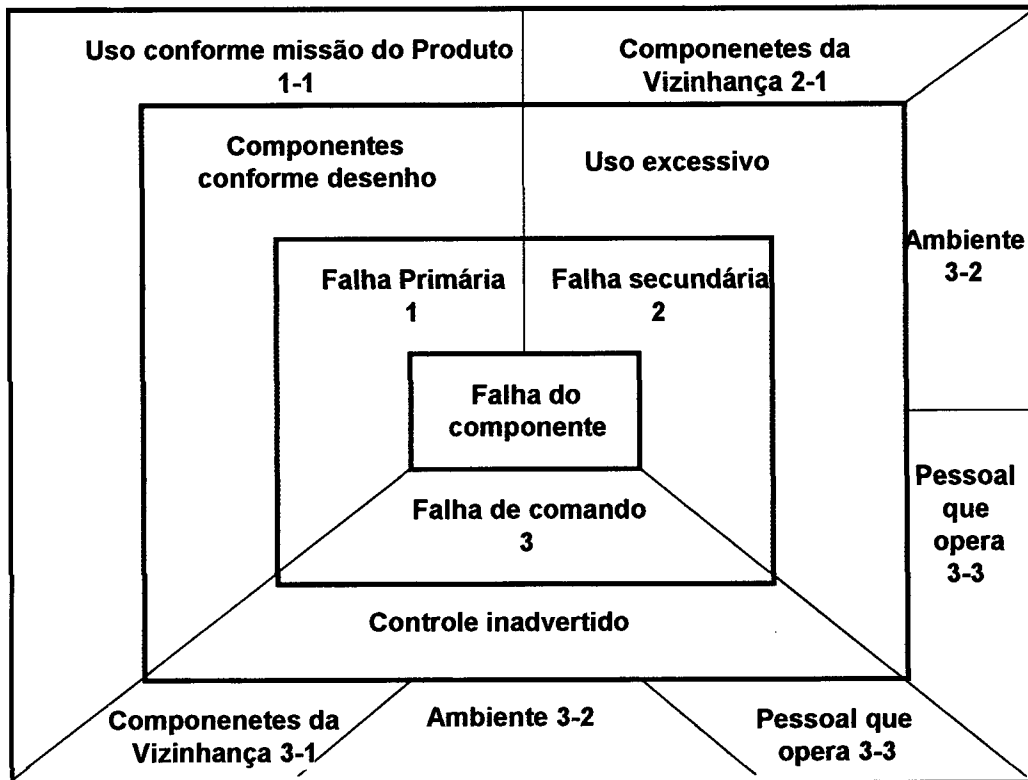 Uso conforme missão do Produto
1-1
Componenetes da
Vizinhança 2-1
Componentes
conforme desenho
Uso excessivo
Ambiente
3-2
Falha Primária
1
Falha secundária
2
Falha do
componente
Pessoal
que
opera
3-3
Falha de comando
3
Controle inadvertido
Componenetes da
Vizinhança 3-1
Ambiente 3-2
Pessoal que
opera 3-3